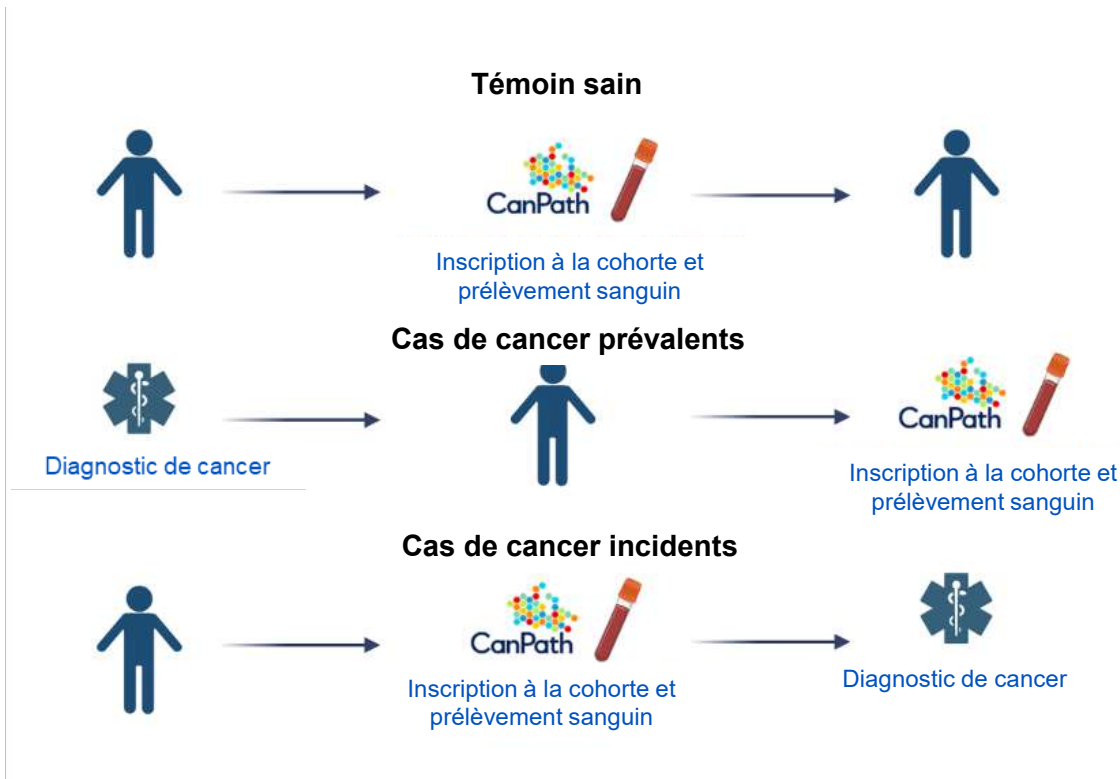 Témoin sain
CanPath
Inscription à la cohorte et
prélèvement sanguin
Cas de cancer prévalents
Diagnostic de cancer
CanPath
Inscription à la cohorte et
prélèvement sanguin
Cas de cancer incidents
CanPath
Inscription à la cohorte et
prélèvement sanguin
Diagnostic de cancer